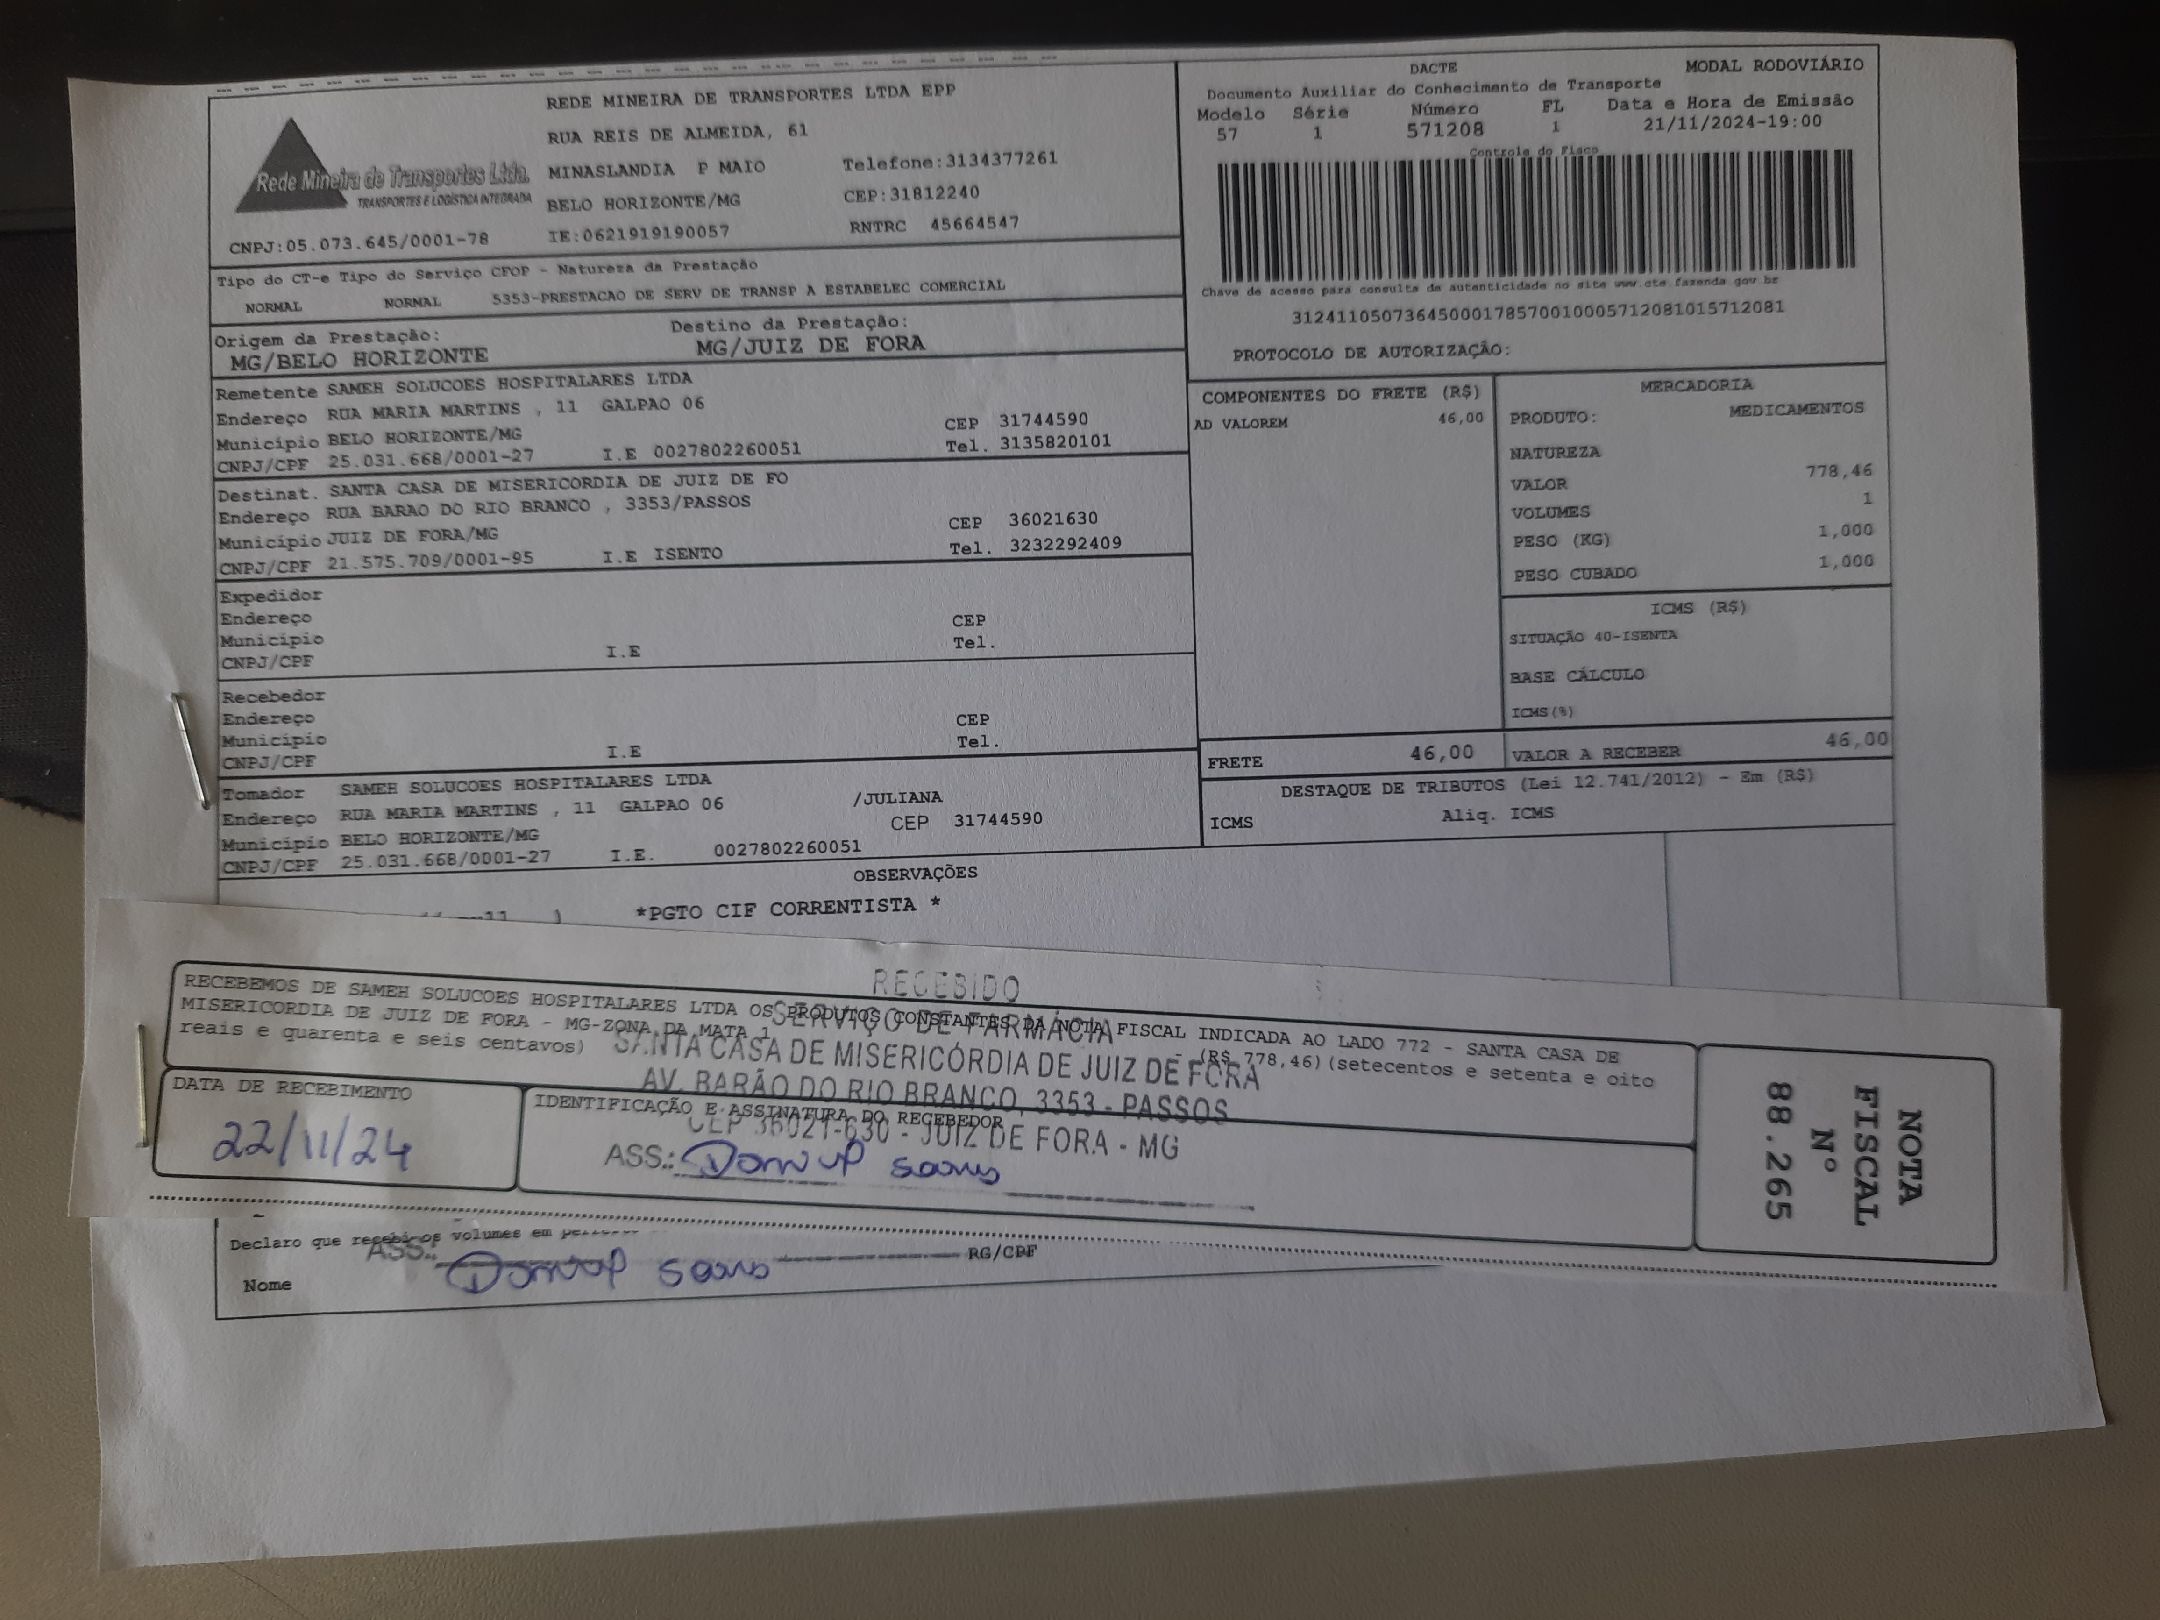 REDE MINEIRA DE TRANSPORTES LTDA EPP
RUA REIS DE ALMEIDA, 61
MINASLANDIA P MAIO Telefone:3134377261
BELO HORIZONTE/MG CEP:31812240
CNPJ:05.073.645/0001-78 IE:0621919190057 RNTRC 45664547
Rede Mineira de Transportes Ltda.
TRANSPORTES E LOGÍSTICA INTEGRADA
DACTE MODAL RODOVIÁRIO
Documento Auxiliar do Conhecimento de Transporte
Modelo Série Número FL Data e Hora de Emissão
57 1 571208 1 21/11/2024-19:00
Controle do Fisco
Chave de acesso para consulta de autenticidade no site www.cte.fazenda.gov.br
31241105073645000178570010005712081015712081
PROTOCOLO DE AUTORIZAÇÃO:
Tipo do CT-e Tipo do Serviço CFOP - Natureza da Prestação
NORMAL NORMAL 5353-PRESTACAO DE SERV DE TRANSP A ESTABELEC COMERCIAL
Origem da Prestação: Destino da Prestação:
MG/BELO HORIZONTE MG/JUIZ DE FORA
Remetente SAMEH SOLUCOES HOSPITALARES LTDA
Endereço RUA MARIA MARTINS , 11 GALPAO 06 CEP 31744590
Município BELO HORIZONTE/MG Tel. 3135820101
CNPJ/CPF 25.031.668/0001-27 I.E 0027802260051
Destinat. SANTA CASA DE MISERICORDIA DE JUIZ DE FO
Endereço RUA BARAO DO RIO BRANCO , 3353/PASSOS CEP 36021630
Município JUIZ DE FORA/MG Tel. 3232292409
CNPJ/CPF 21.575.709/0001-95 I.E ISENTO
Expedidor
Endereço CEP
Município Tel.
CNPJ/CPF I.E
Recebedor
Endereço CEP
Município Tel.
CNPJ/CPF I.E
Tomador SAMEH SOLUCOES HOSPITALARES LTDA
Endereço RUA MARIA MARTINS , 11 GALPAO 06 /JULIANA
Município BELO HORIZONTE/MG CEP 31744590
CNPJ/CPF 25.031.668/0001-27 I.E. 0027802260051
COMPONENTES DO FRETE (R$)
AD VALOREM 46,00
MERCADORIA
PRODUTO: MEDICAMENTOS
NATUREZA
VALOR 778,46
VOLUMES 1
PESO (KG) 1,000
PESO CUBADO 1,000
ICMS (R$)
SITUAÇÃO 40-ISENTA
BASE CÁLCULO
ICMS(%)
FRETE 46,00 VALOR A RECEBER 46,00
DESTAQUE DE TRIBUTOS (Lei 12.741/2012) - Em (R$)
ICMS Aliq. ICMS
OBSERVAÇÕES
*PGTO CIF CORRENTISTA *
RECEBEMOS DE SAMEH SOLUCOES HOSPITALARES LTDA OS PRODUTOS CONSTANTES DA NOTA FISCAL INDICADA AO LADO 772 - SANTA CASA DE
MISERICORDIA DE JUIZ DE FORA - MG-ZONA DA MATA 1 - (R$ 778,46) (setecentos e setenta e oito
reais e quarenta e seis centavos)
RECEBIDO
SERVIÇO DE FARMÁCIA
SANTA CASA DE MISERICÓRDIA DE JUIZ DE FORA
AV. BARÃO DO RIO BRANCO, 3353 - PASSOS
CEP 36021-630 - JUIZ DE FORA - MG
ASS.:
DATA DE RECEBIMENTO
22/11/24
IDENTIFICAÇÃO E ASSINATURA DO RECEBEDOR
NOTA
FISCAL
Nº
88.265
Declaro que recebi os volumes em
ASS.: RG/CPF
Nome